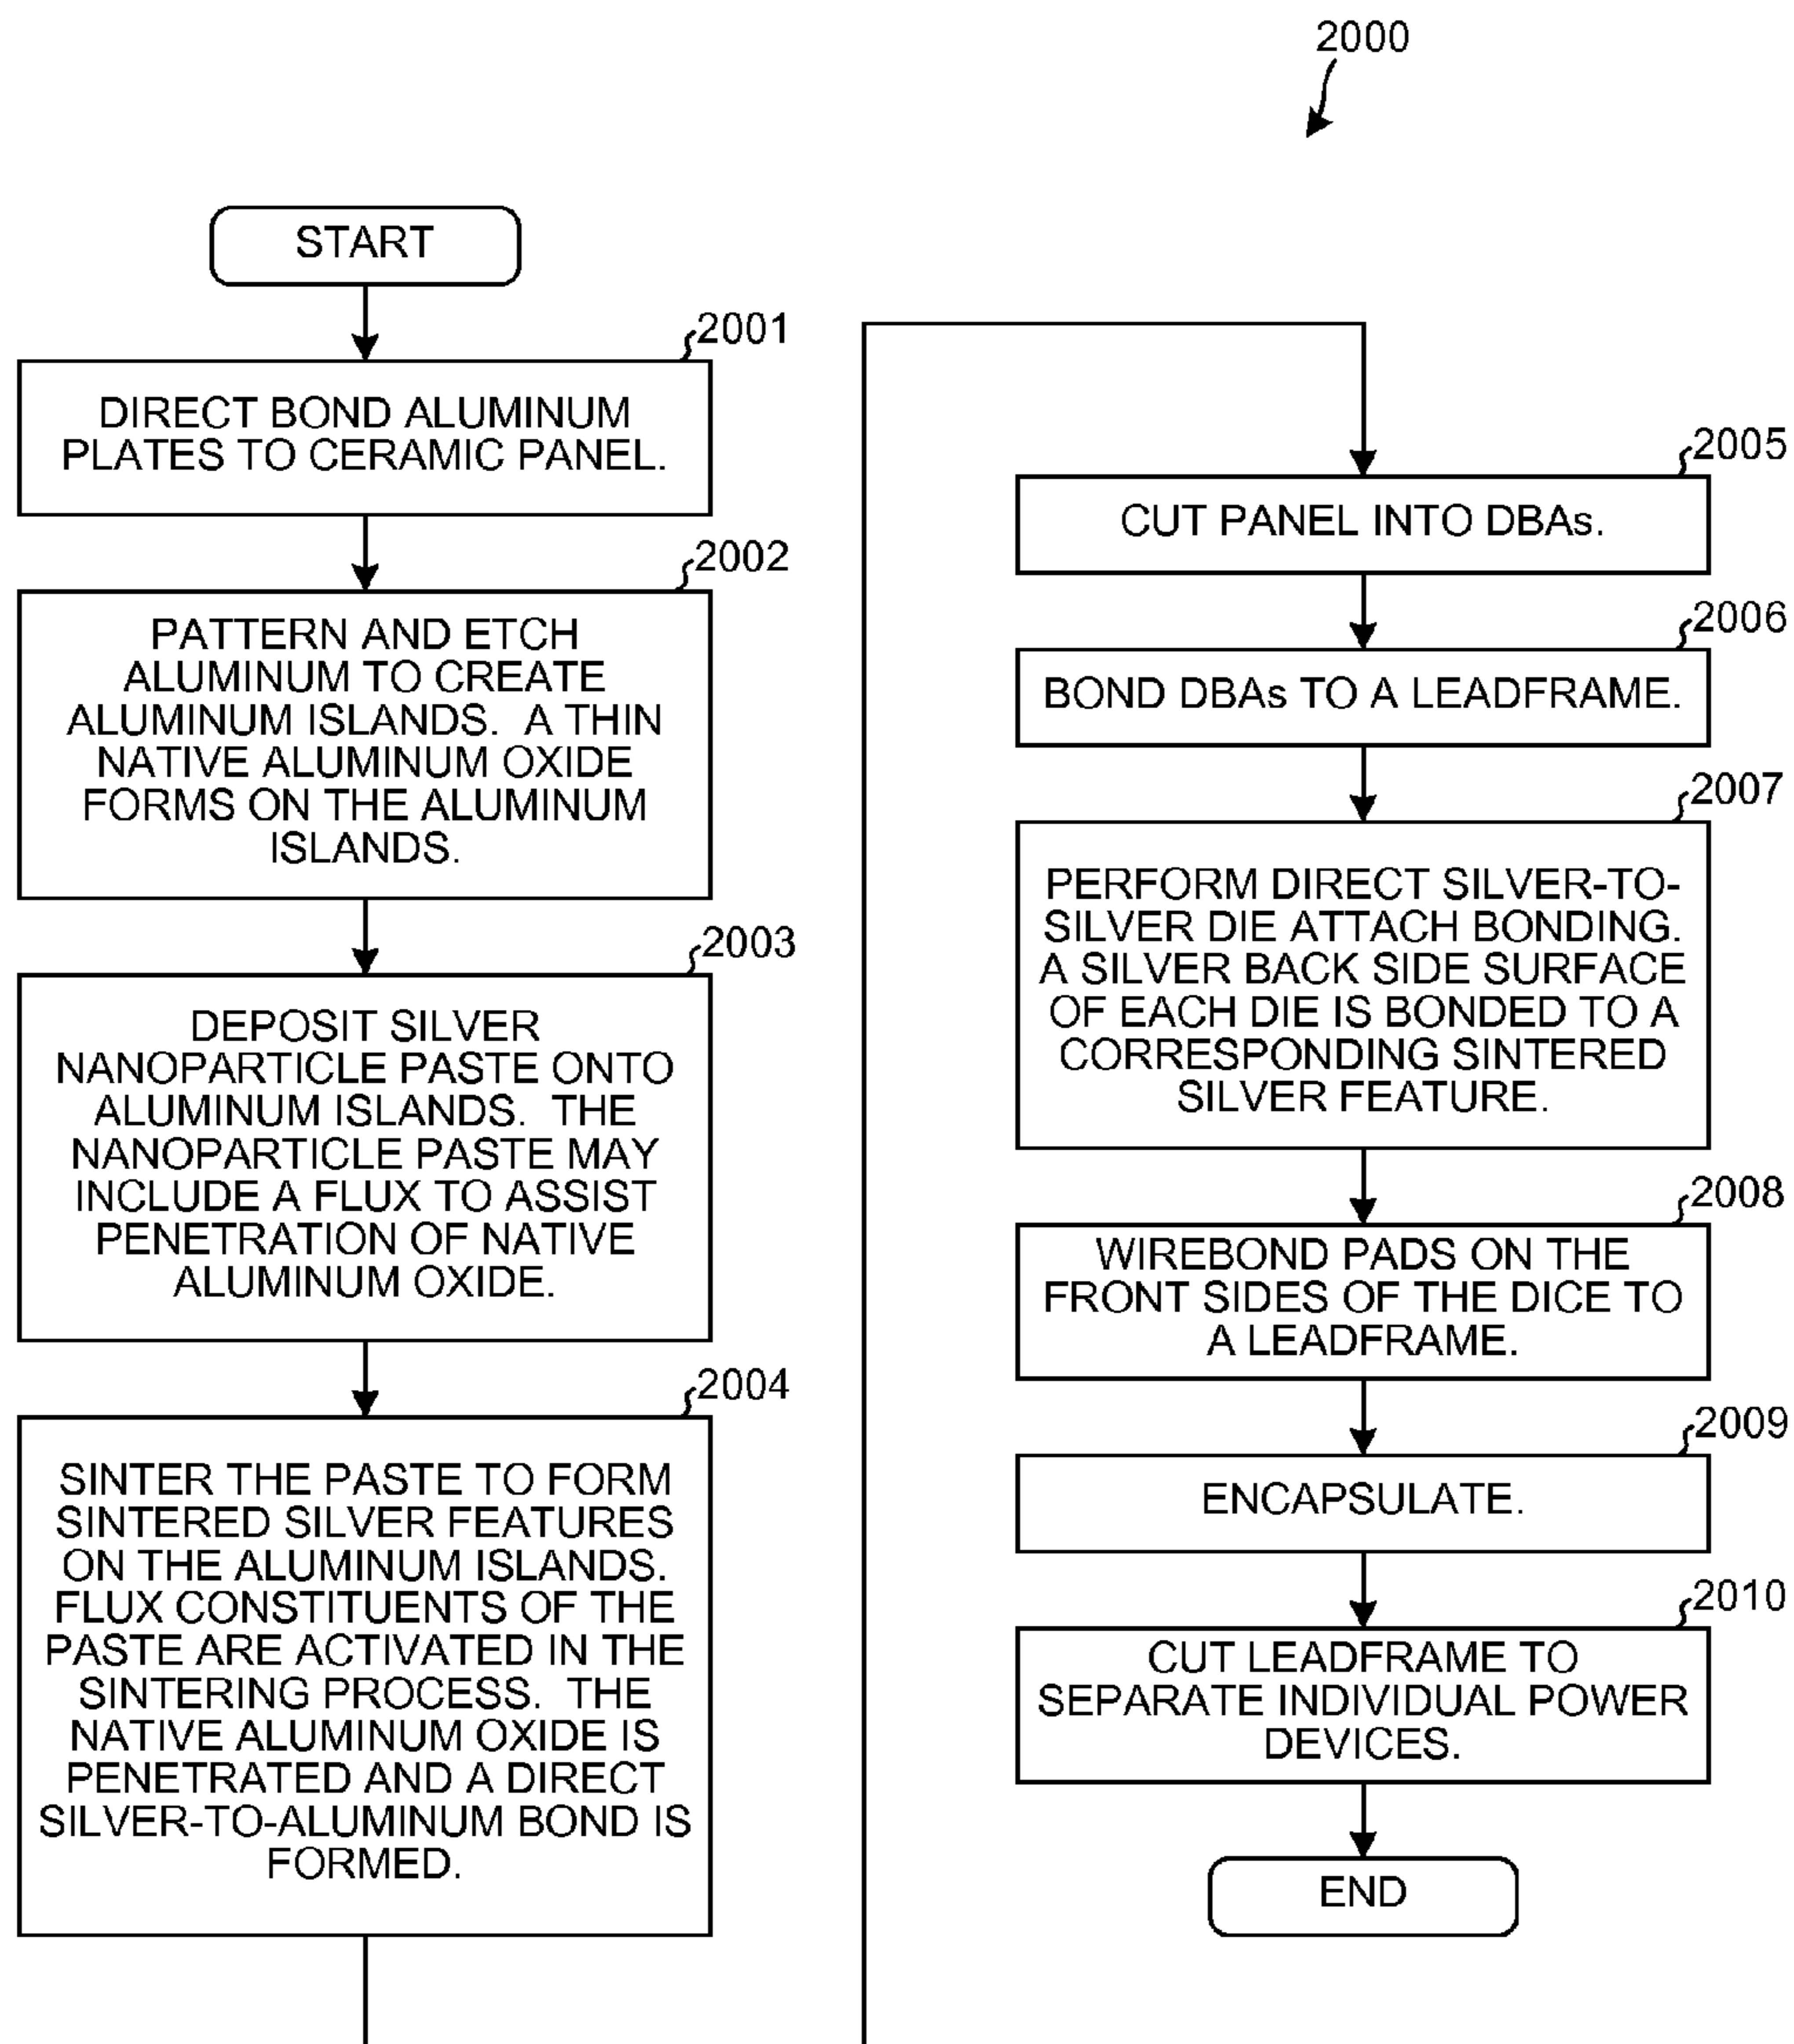 2000
START
2001
DIRECT BOND ALUMINUM
PLATES TO CERAMIC PANEL.
2002
PATTERN AND ETCH
ALUMINUM TO CREATE
ALUMINUM ISLANDS. A THIN
NATIVE ALUMINUM OXIDE
FORMS ON THE ALUMINUM
ISLANDS.
2003
DEPOSIT SILVER
NANOPARTICLE PASTE ONTO
ALUMINUM ISLANDS. THE
NANOPARTICLE PASTE MAY
INCLUDE A FLUX TO ASSIST
PENETRATION OF NATIVE
ALUMINUM OXIDE.
2004
SINTER THE PASTE TO FORM
SINTERED SILVER FEATURES
ON THE ALUMINUM ISLANDS.
FLUX CONSTITUENTS OF THE
PASTE ARE ACTIVATED IN THE
SINTERING PROCESS. THE
NATIVE ALUMINUM OXIDE IS
PENETRATED AND A DIRECT
SILVER-TO-ALUMINUM BOND IS
FORMED.
2005
CUT PANEL INTO DBAs.
2006
BOND DBAs TO A LEADFRAME.
2007
PERFORM DIRECT SILVER-TO-
SILVER DIE ATTACH BONDING.
A SILVER BACK SIDE SURFACE
OF EACH DIE IS BONDED TO A
CORRESPONDING SINTERED
SILVER FEATURE.
2008
WIREBOND PADS ON THE
FRONT SIDES OF THE DICE TO
A LEADFRAME.
2009
ENCAPSULATE.
2010
CUT LEADFRAME TO
SEPARATE INDIVIDUAL POWER
DEVICES.
END